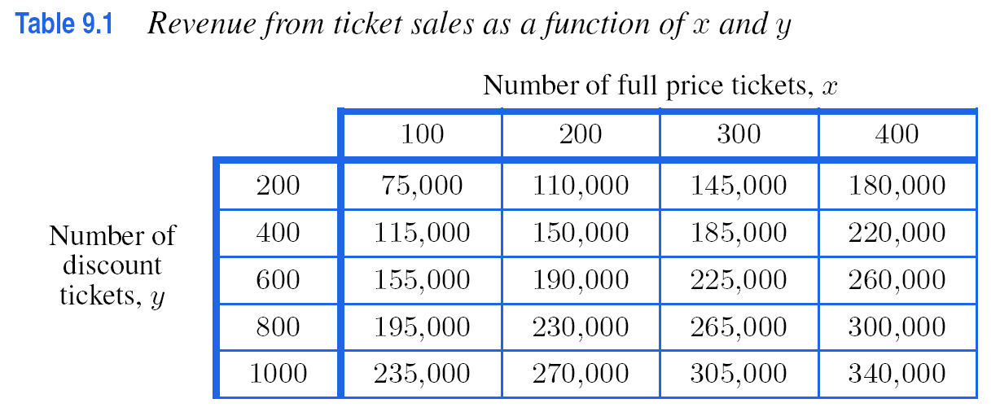 Table 9.1 Revenue from ticket sales as a function of x and y
Number of full price tickets, x
100 200 300 400
200 75,000 110,000 145,000 180,000
Number of
discount
tickets, y
400 115,000 150,000 185,000 220,000
600 155,000 190,000 225,000 260,000
800 195,000 230,000 265,000 300,000
1000 235,000 270,000 305,000 340,000